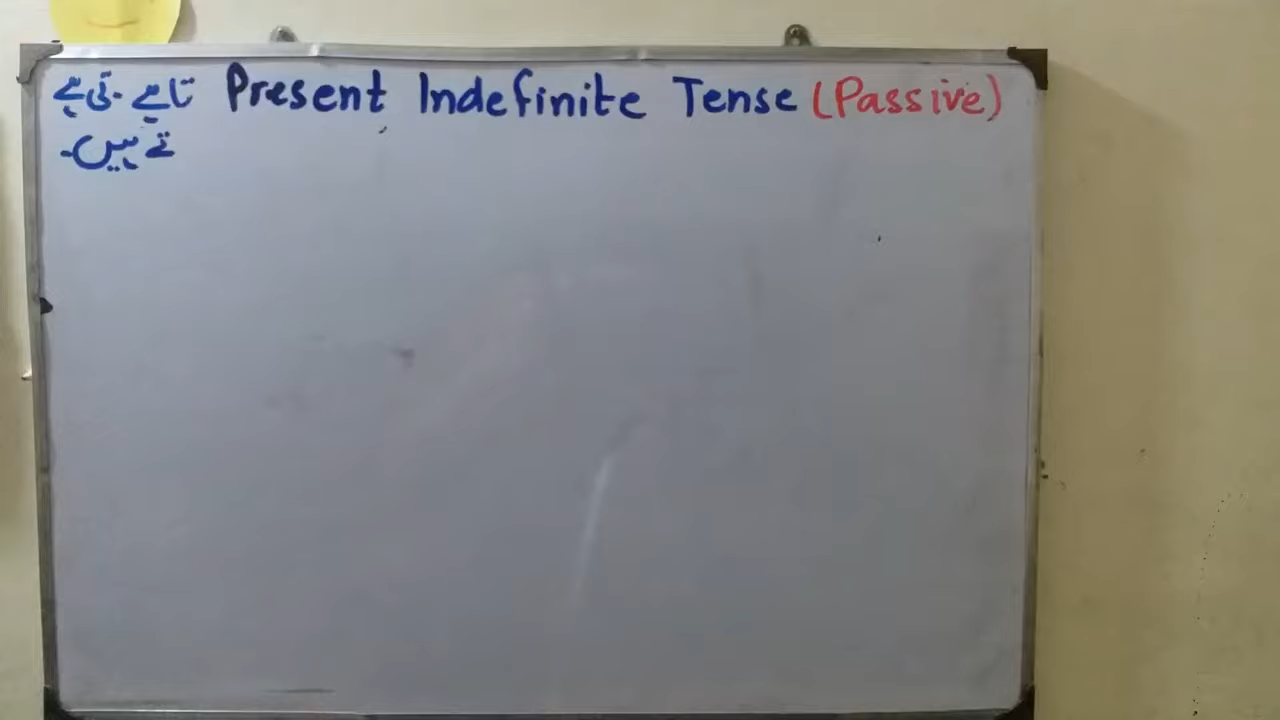 تا ہے ۔ تی ہے Present Indefinite Tense (Passive)
تے ہیں۔